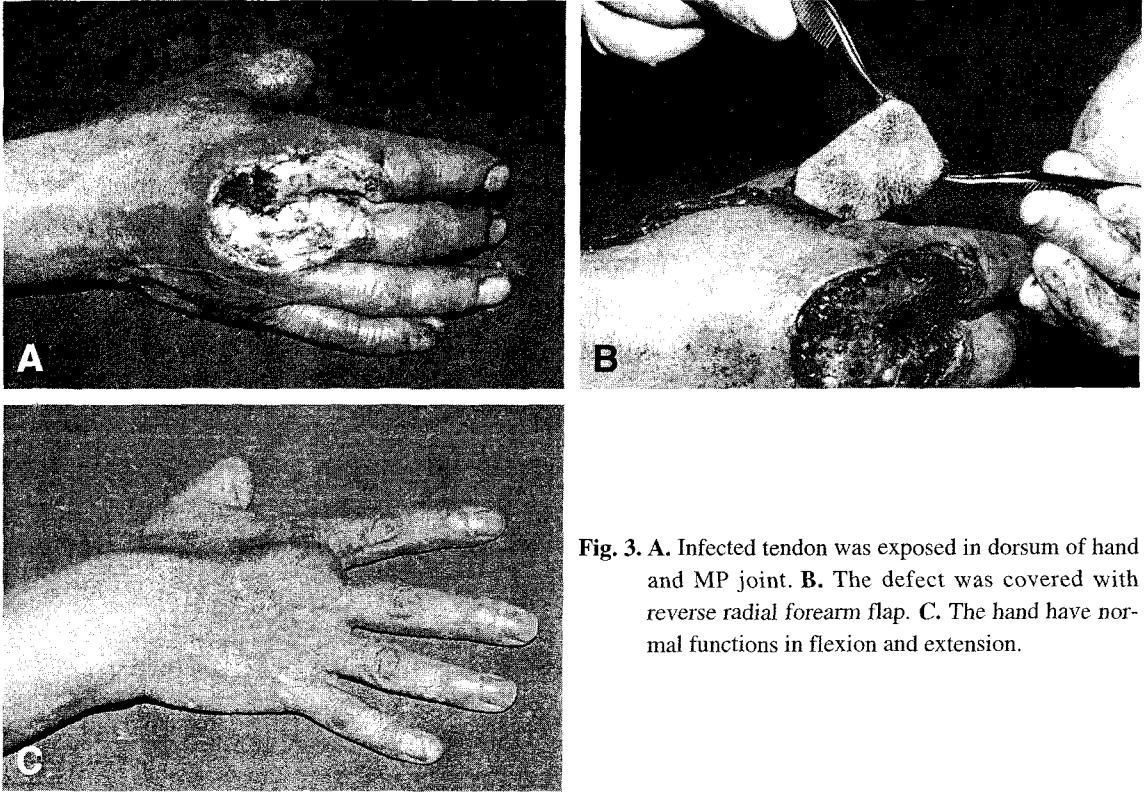 A
B
C
Fig. 3. A. Infected tendon was exposed in dorsum of hand
and MP joint. B. The defect was covered with
reverse radial forearm flap. C. The hand have nor-
mal functions in flexion and extension.